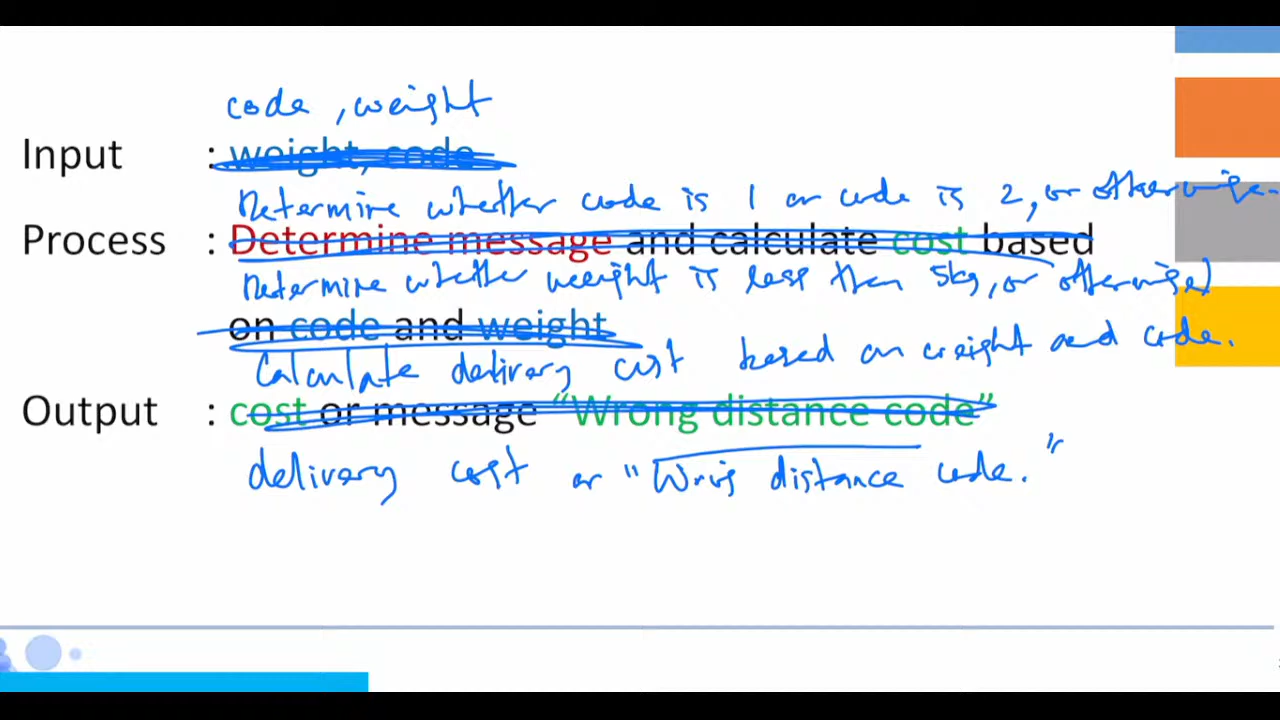 code, weight
Input : weight, code
Determine whether code is 1 or code is 2, or otherwise.
Process : Determine message and calculate cost based
Determine whether weight is less than 5kg, or otherwise
on code and weight
Calculate delivery cost based on weight and code.
Output : cost or message “Wrong distance code”
delivery cost or "Wrong distance code."